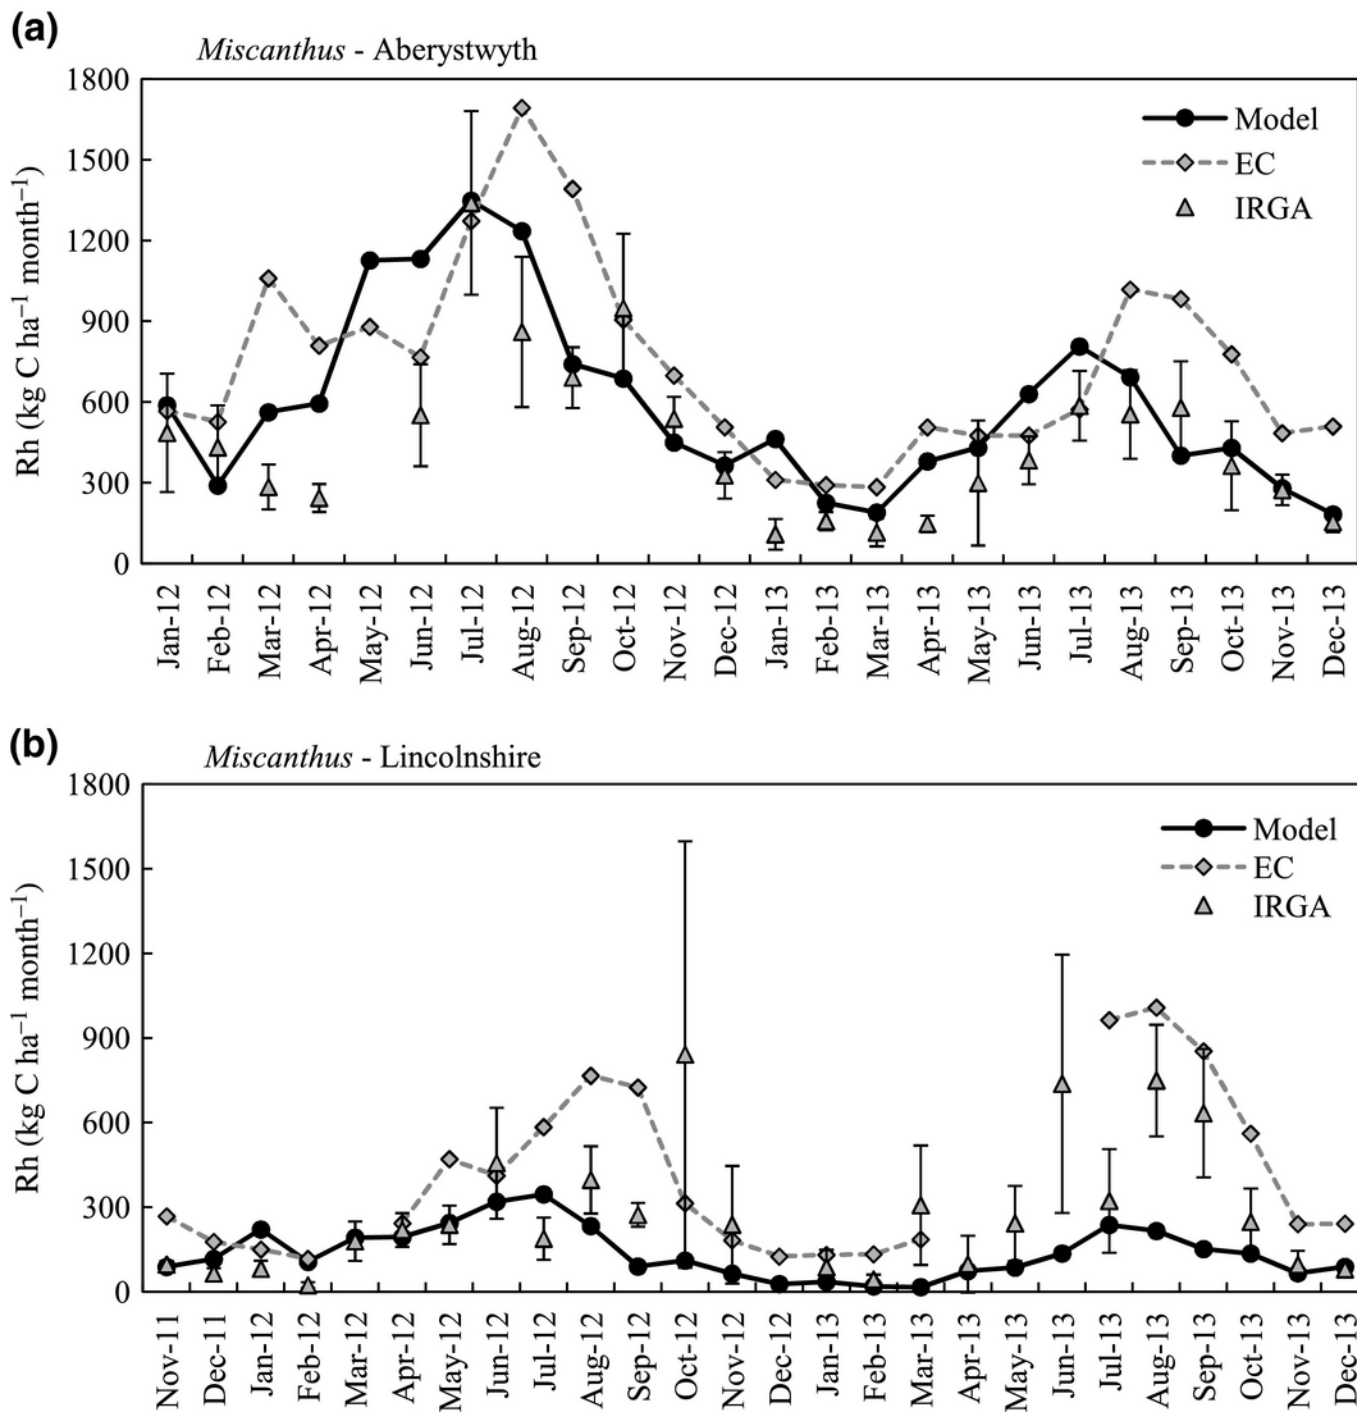 (a)
Miscanthus - Aberystwyth
Rh (kg C ha⁻¹ month⁻¹)
1800
1500
1200
900
600
300
0
Model
EC
IRGA
Jan-12
Feb-12
Mar-12
Apr-12
May-12
Jun-12
Jul-12
Aug-12
Sep-12
Oct-12
Nov-12
Dec-12
Jan-13
Feb-13
Mar-13
Apr-13
May-13
Jun-13
Jul-13
Aug-13
Sep-13
Oct-13
Nov-13
Dec-13
(b)
Miscanthus - Lincolnshire
Rh (kg C ha⁻¹ month⁻¹)
1800
1500
1200
900
600
300
0
Model
EC
IRGA
Nov-11
Dec-11
Jan-12
Feb-12
Mar-12
Apr-12
May-12
Jun-12
Jul-12
Aug-12
Sep-12
Oct-12
Nov-12
Dec-12
Jan-13
Feb-13
Mar-13
Apr-13
May-13
Jun-13
Jul-13
Aug-13
Sep-13
Oct-13
Nov-13
Dec-13